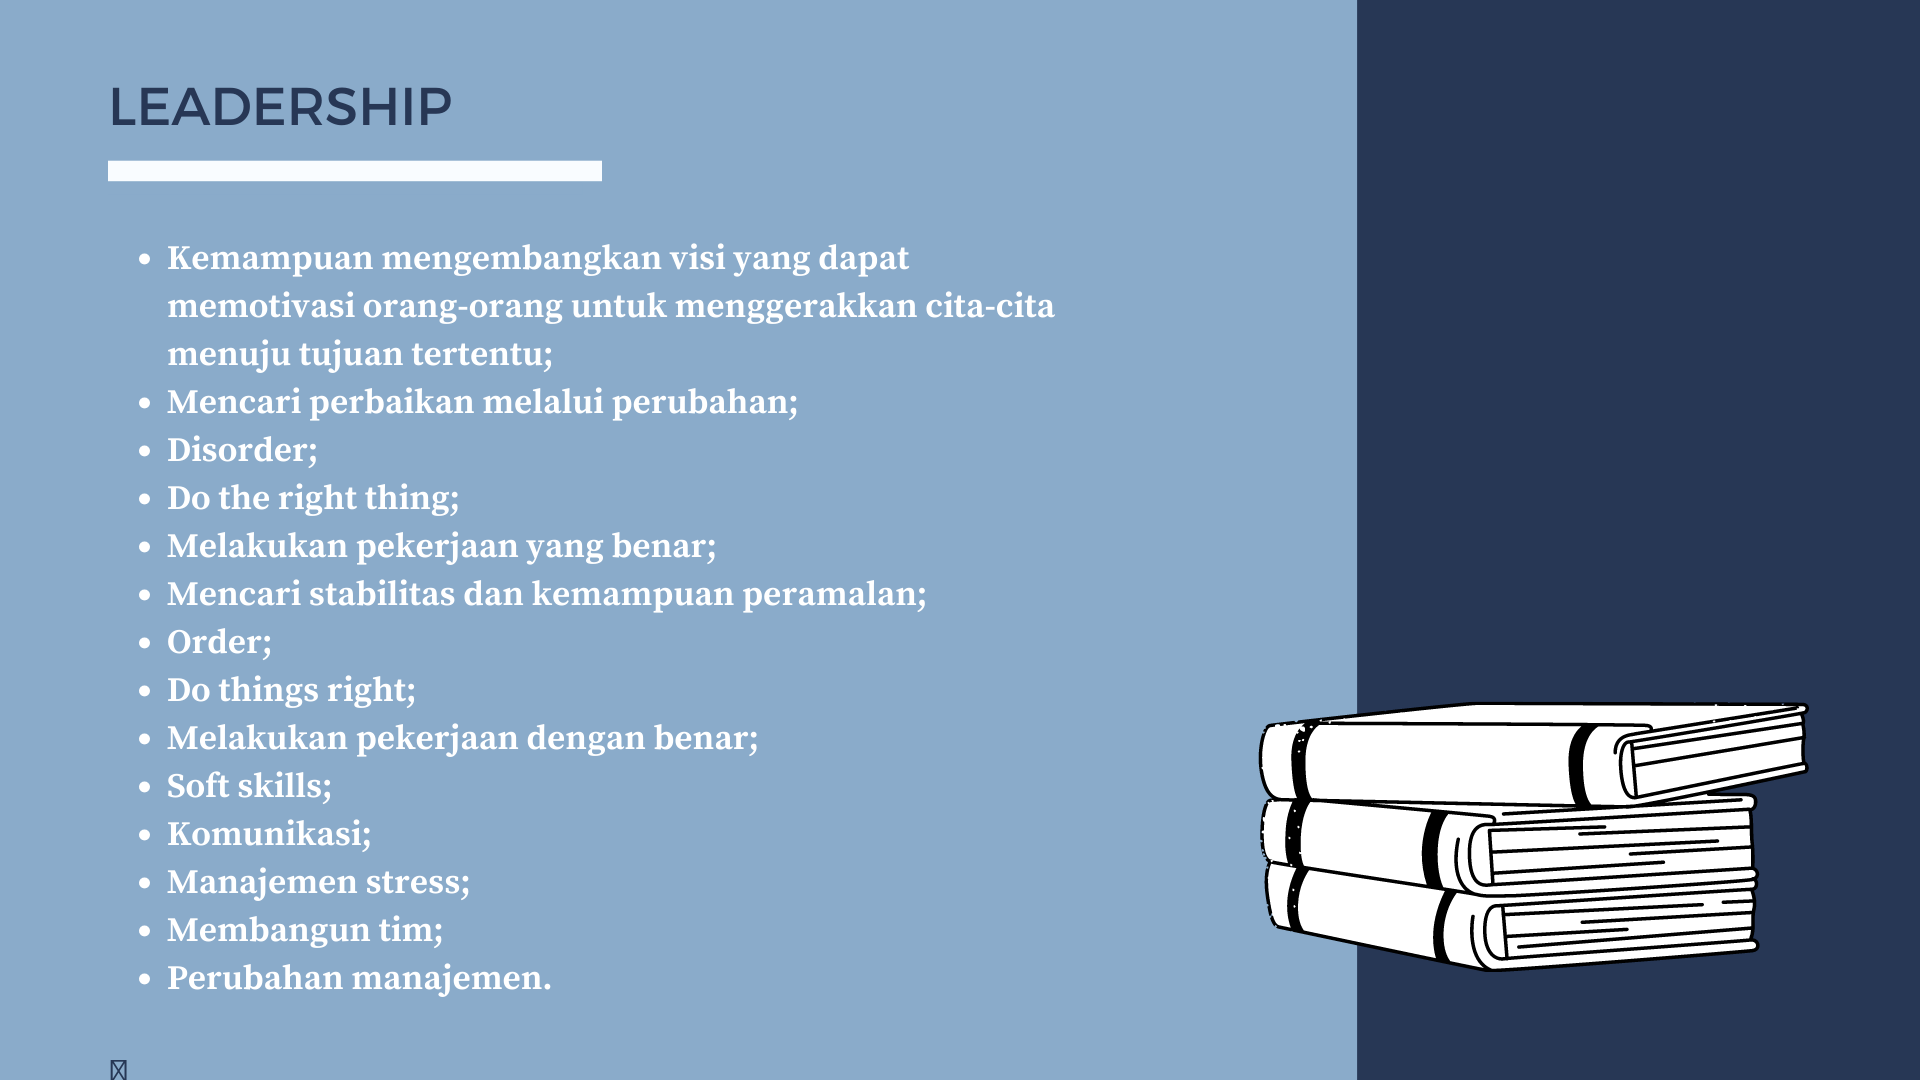 LEADERSHIP
• Kemampuan mengembangkan visi yang dapat
memotivasi orang-orang untuk menggerakkan cita-cita
menuju tujuan tertentu;
• Mencari perbaikan melalui perubahan;
• Disorder;
• Do the right thing;
• Melakukan pekerjaan yang benar;
• Mencari stabilitas dan kemampuan peramalan;
• Order;
• Do things right;
• Melakukan pekerjaan dengan benar;
• Soft skills;
• Komunikasi;
• Manajemen stress;
• Membangun tim;
• Perubahan manajemen.